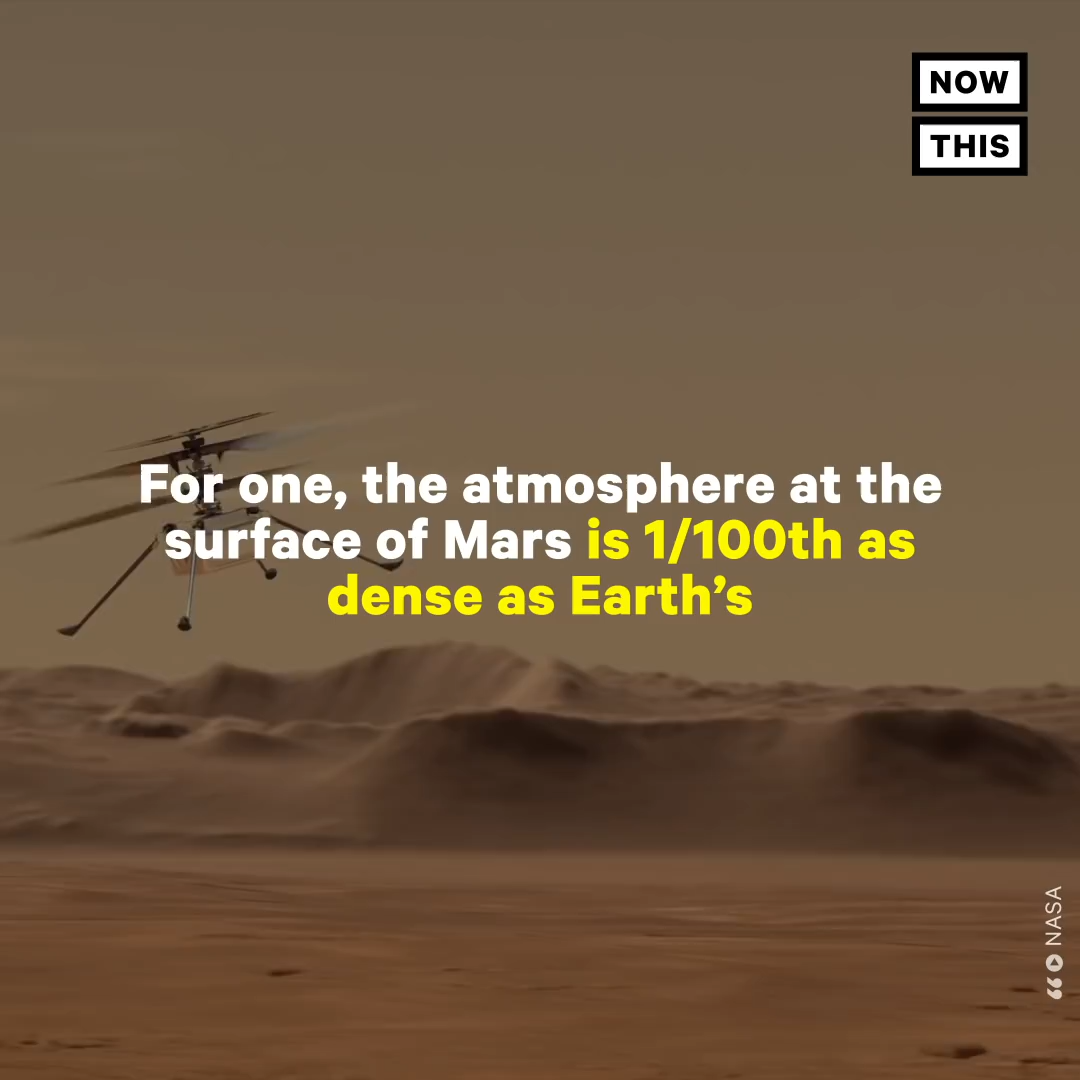 NOW
THIS
For one, the atmosphere at the
surface of Mars is 1/100th as
dense as Earth’s
NASA